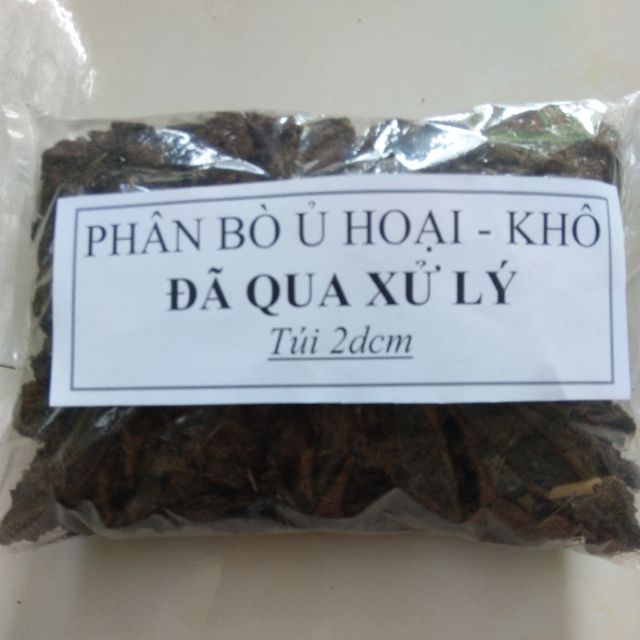 PHÂN BÒ Ủ HOẠI - KHÔ
ĐÃ QUA XỬ LÝ
Túi 2dcm